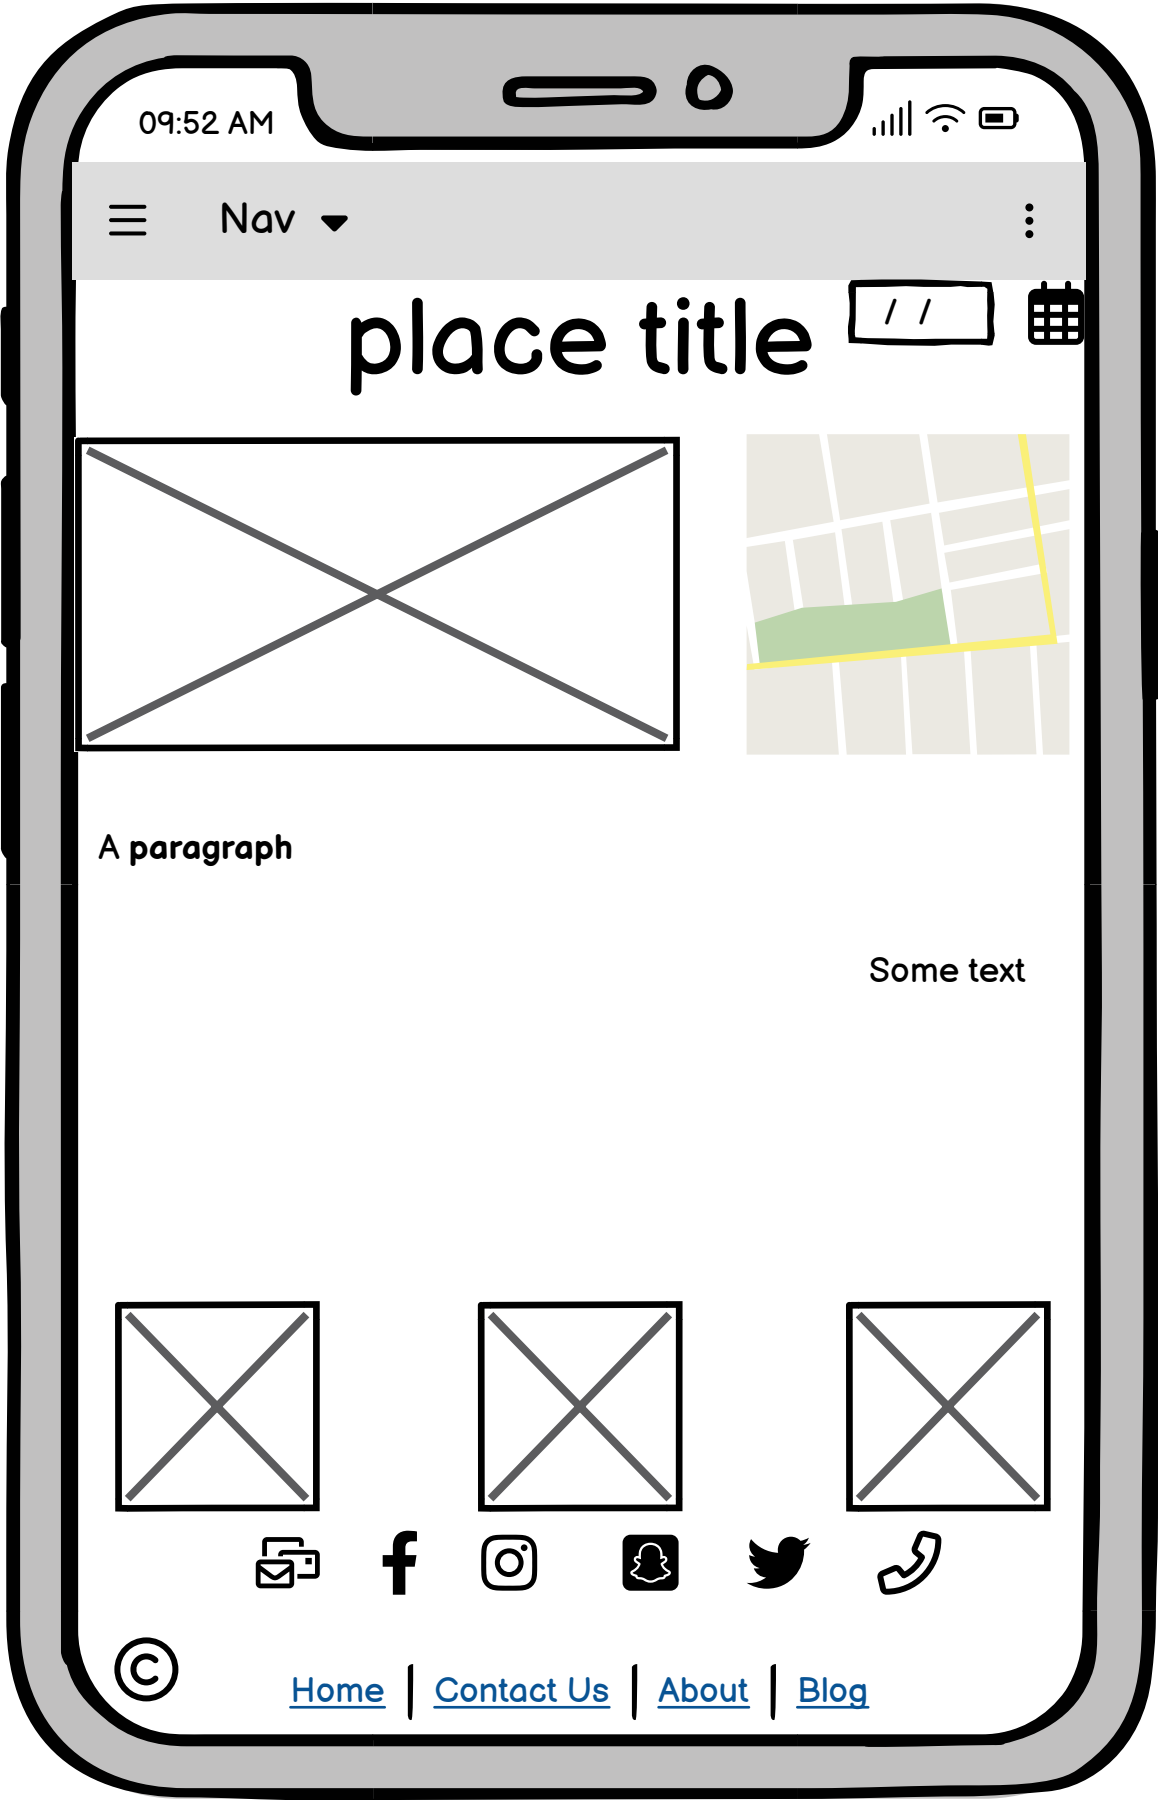 09:52 AM
Nav
place title
/ /
A paragraph
Some text
©
Home | Contact Us | About | Blog